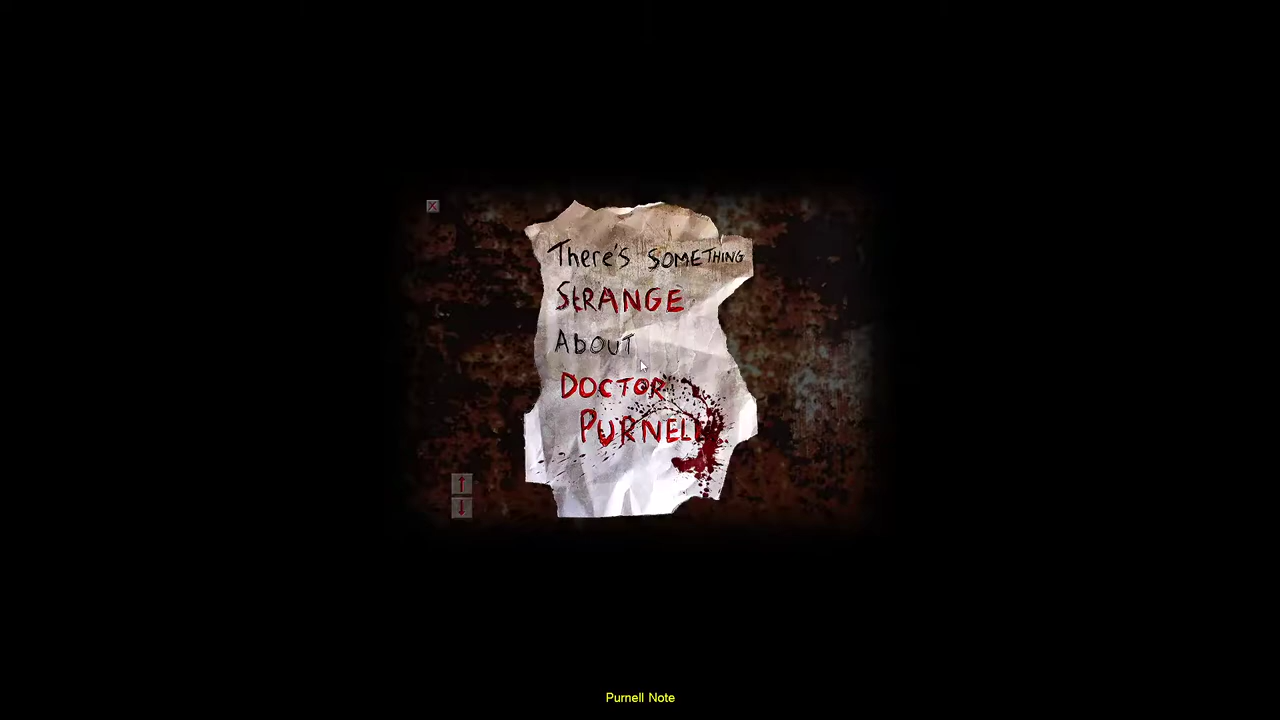 There's SOMETHING
STRANGE
ABOUT
DOCTOR
PURNELL
Purnell Note